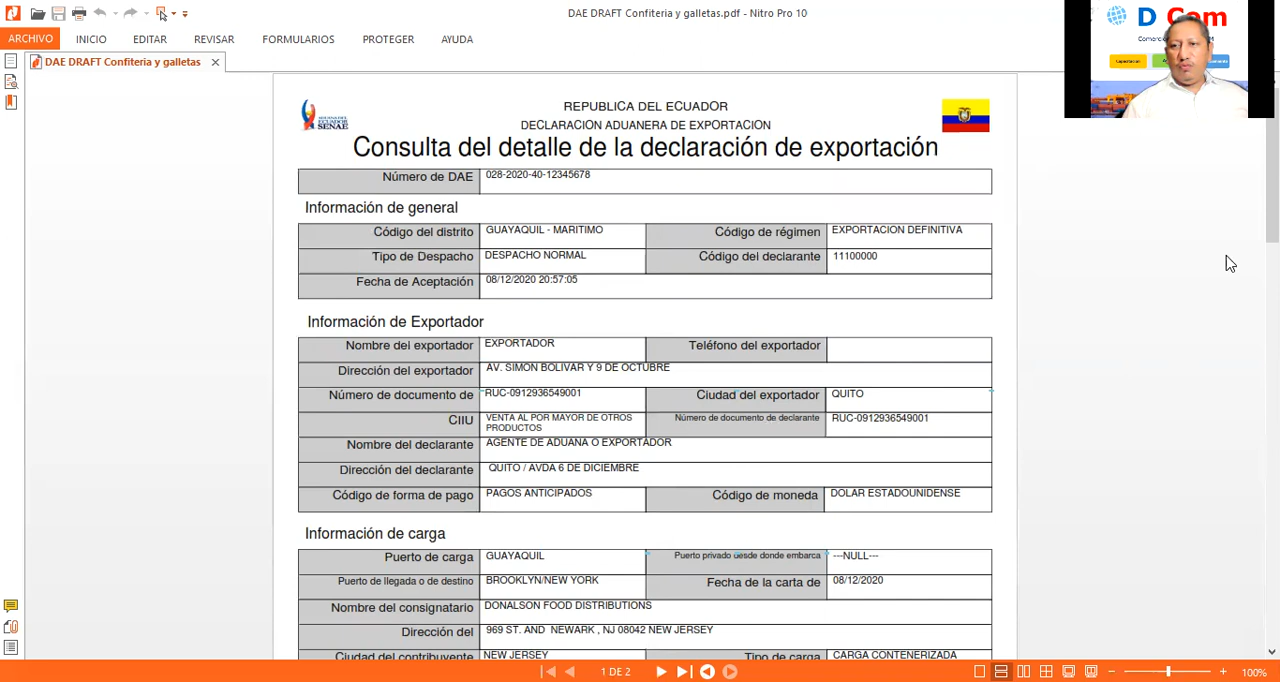 DAE DRAFT Confiteria y galletas.pdf - Nitro Pro 10
ARCHIVO INICIO EDITAR REVISAR FORMULARIOS PROTEGER AYUDA
DAE DRAFT Confiteria y galletas
D Com
Capacitación
SENAE
REPUBLICA DEL ECUADOR
DECLARACION ADUANERA DE EXPORTACION
Consulta del detalle de la declaración de exportación
Número de DAE 028-2020-40-12345678
Información de general
Código del distrito GUAYAQUIL - MARITIMO Código de régimen EXPORTACION DEFINITIVA
Tipo de Despacho DESPACHO NORMAL Código del declarante 11100000
Fecha de Aceptación 08/12/2020 20:57:05
Información de Exportador
Nombre del exportador EXPORTADOR Teléfono del exportador
Dirección del exportador AV. SIMON BOLIVAR Y 9 DE OCTUBRE
Número de documento de RUC-0912936549001 Ciudad del exportador QUITO
CIIU VENTA AL POR MAYOR DE OTROS PRODUCTOS Número de documento de declarante RUC-0912936549001
Nombre del declarante AGENTE DE ADUANA O EXPORTADOR
Dirección del declarante QUITO / AVDA 6 DE DICIEMBRE
Código de forma de pago PAGOS ANTICIPADOS Código de moneda DOLAR ESTADOUNIDENSE
Información de carga
Puerto de carga GUAYAQUIL Puerto privado desde donde embarca ---NULL---
Puerto de llegada o de destino BROOKLYN/NEW YORK Fecha de la carta de 08/12/2020
Nombre del consignatario DONALSON FOOD DISTRIBUTIONS
Dirección del 969 ST. AND NEWARK , NJ 08042 NEW JERSEY
Ciudad del contribuyente NEW JERSEY Tipo de carga CARGA CONTENERIZADA
1 DE 2
100%